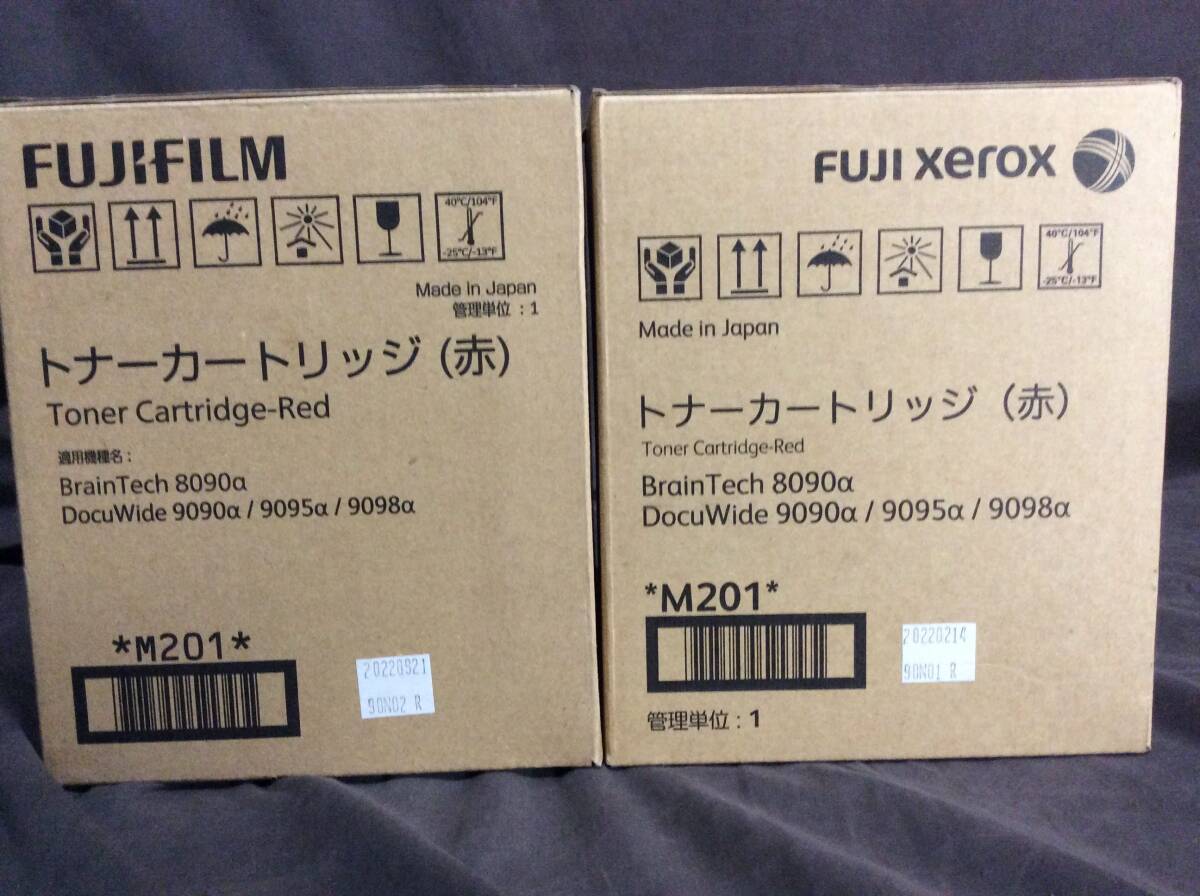 FUJIFILM
40℃/104℉
-25℃/-13℉
Made in Japan
管理単位 : 1
トナーカートリッジ (赤)
Toner Cartridge-Red
適用機種名 :
BrainTech 8090α
DocuWide 9090α / 9095α / 9098α
*M201*
20220921
90N02 R
FUJI xerox
40℃/104℉
-25℃/-13℉
Made in Japan
トナーカートリッジ（赤）
Toner Cartridge-Red
BrainTech 8090α
DocuWide 9090α / 9095α / 9098α
*M201*
20220214
90N01 R
管理単位 : 1